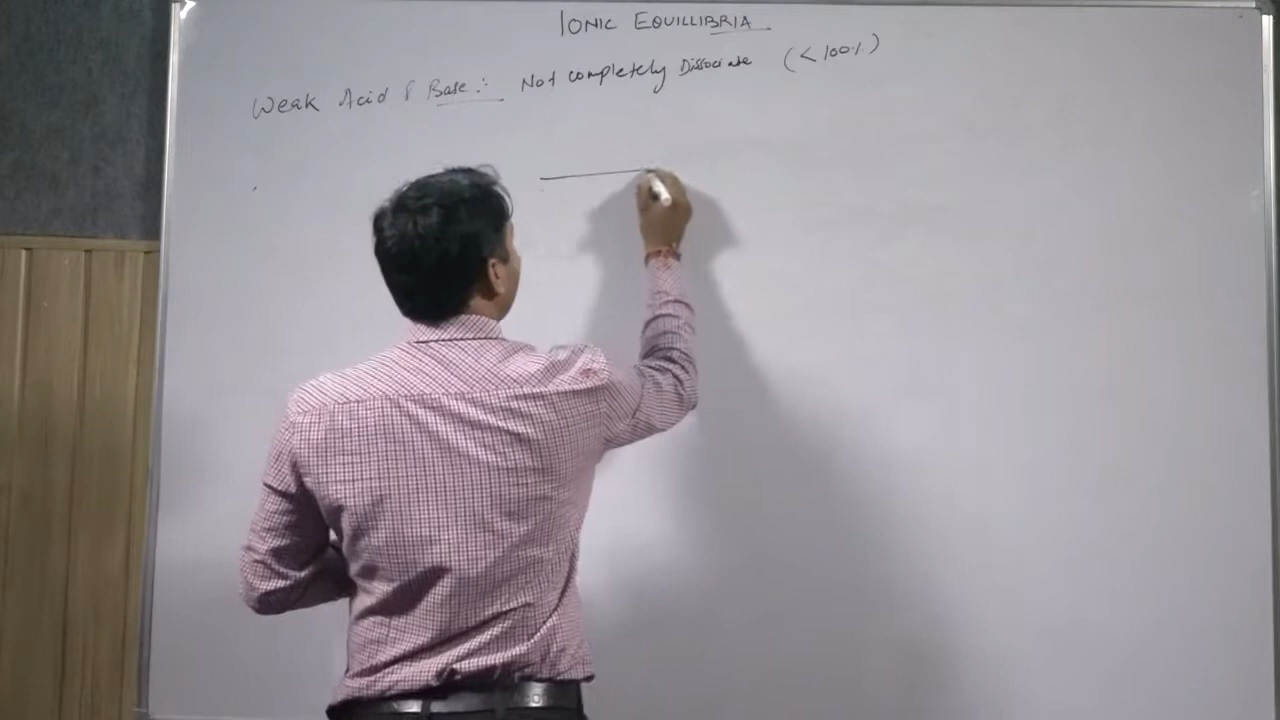 IONIC EQUILLIBRIA
Weak Acid & Base :- Not completely Dissociate (< 100%)